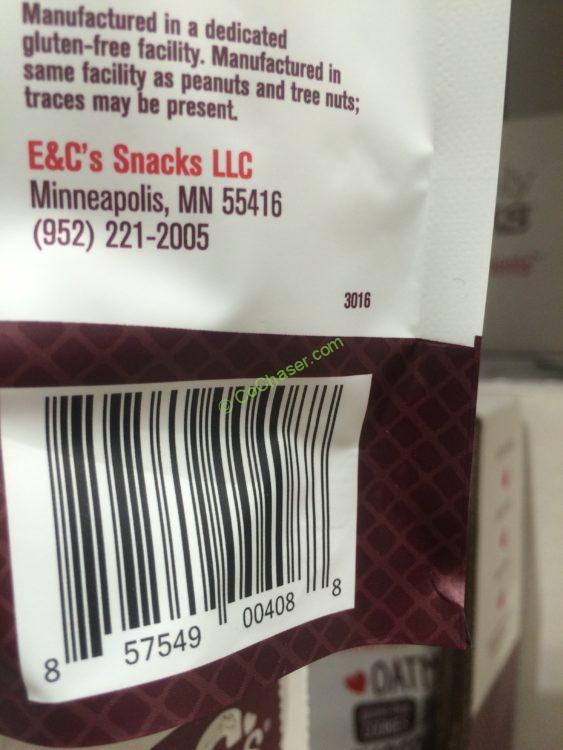 Manufactured in a dedicated
gluten-free facility. Manufactured in
same facility as peanuts and tree nuts;
traces may be present.
E&C's Snacks LLC
Minneapolis, MN 55416
(952) 221-2005
3016
© CoChaser.com
8 57549 00408 8
OATM